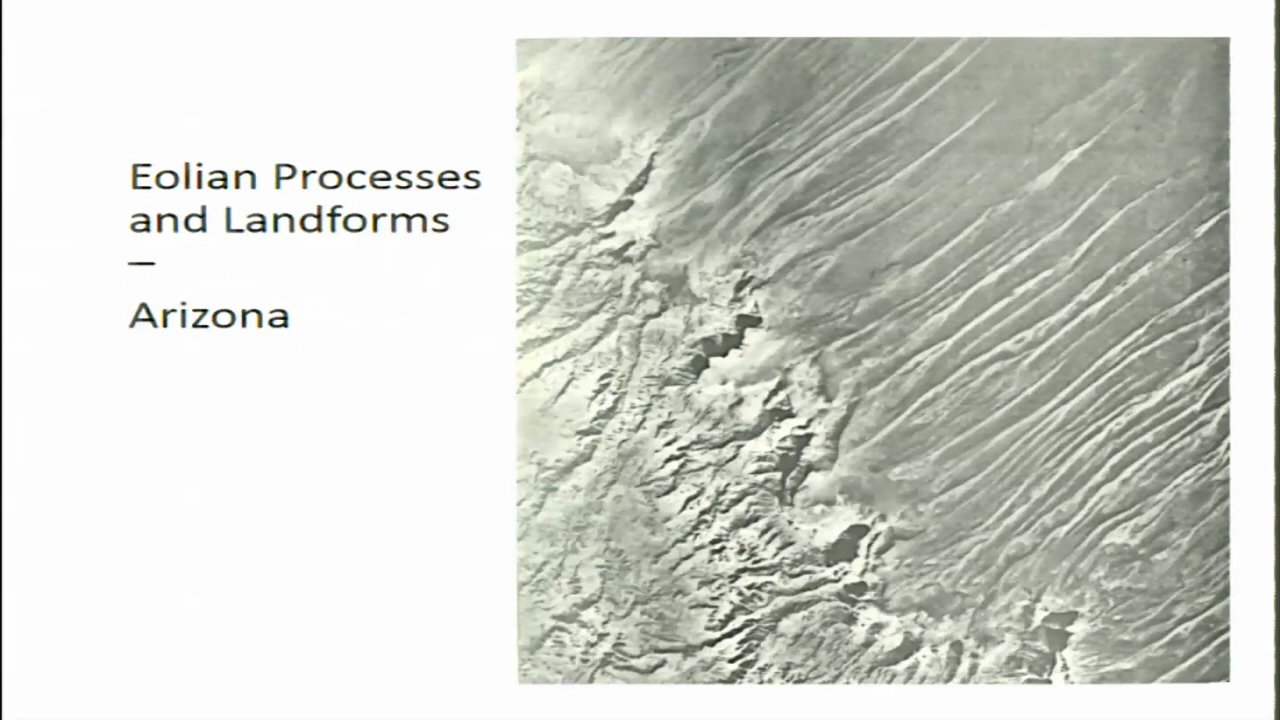 Eolian Processes
and Landforms
–
Arizona